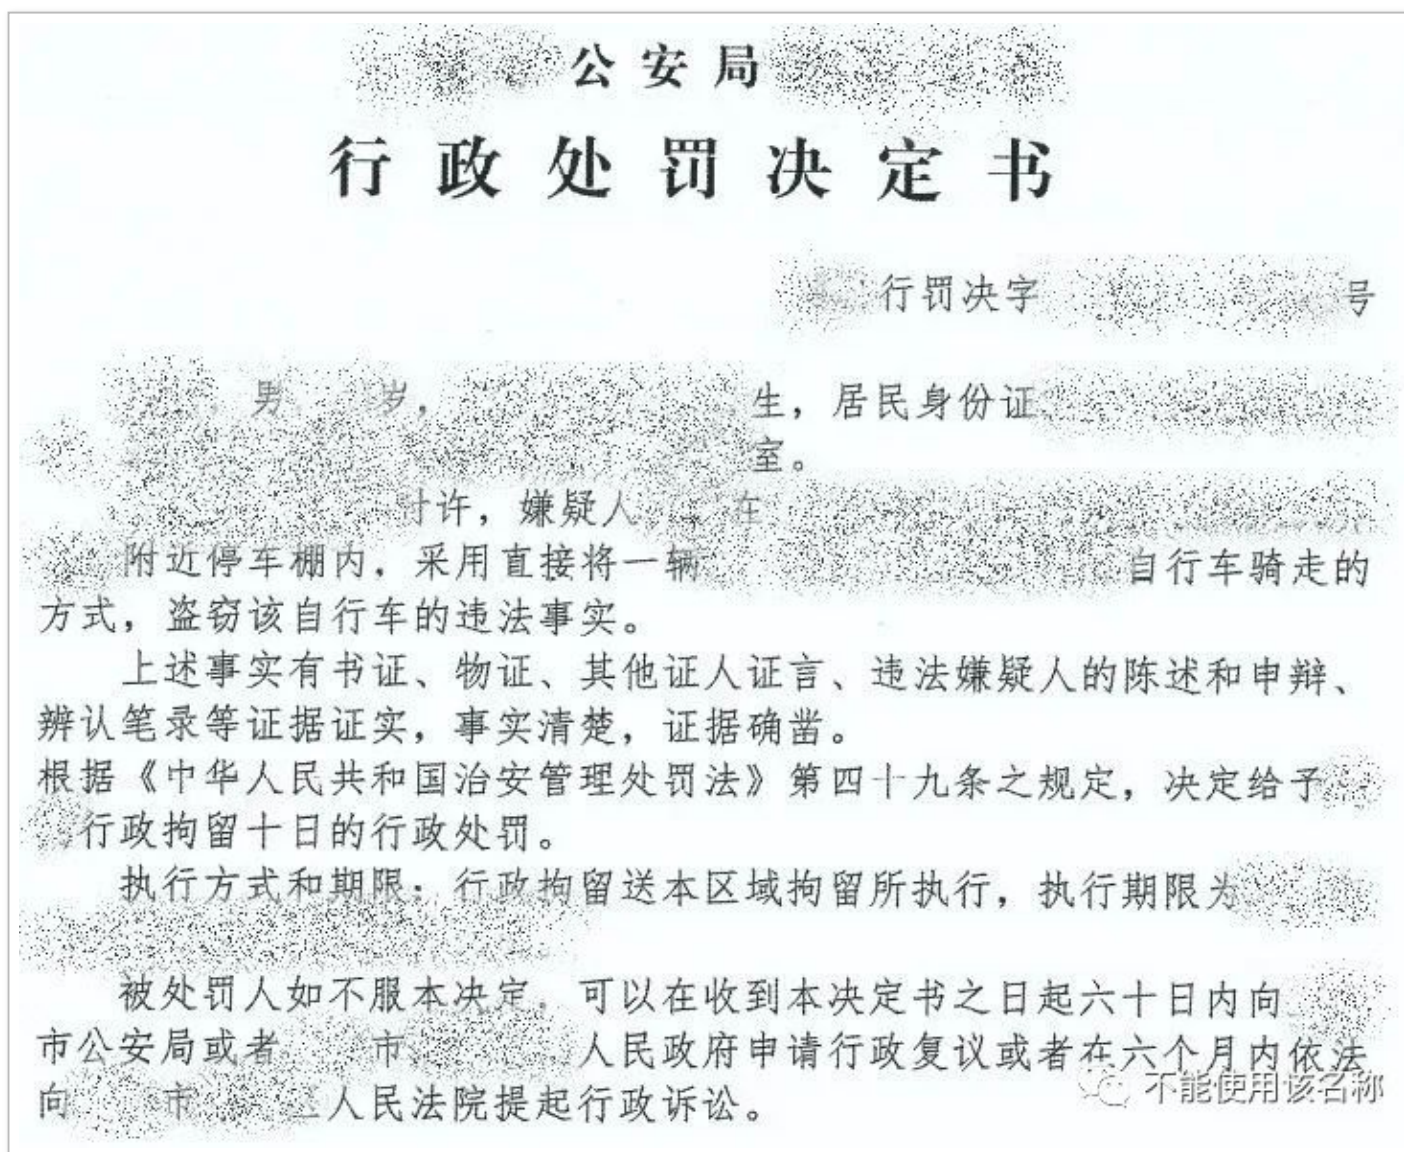 公安局
行政处罚决定书
行罚决字 号
男 岁， 生，居民身份证
室。
时许，嫌疑人 在
附近停车棚内，采用直接将一辆 自行车骑走的
方式，盗窃该自行车的违法事实。
上述事实有书证、物证、其他证人证言、违法嫌疑人的陈述和申辩、
辨认笔录等证据证实，事实清楚，证据确凿。
根据《中华人民共和国治安管理处罚法》第四十九条之规定，决定给予
行政拘留十日的行政处罚。
执行方式和期限：行政拘留送本区域拘留所执行，执行期限为
被处罚人如不服本决定，可以在收到本决定书之日起六十日内向
市公安局或者 市 人民政府申请行政复议或者在六个月内依法
向 市 人民法院提起行政诉讼。
不能使用该名称